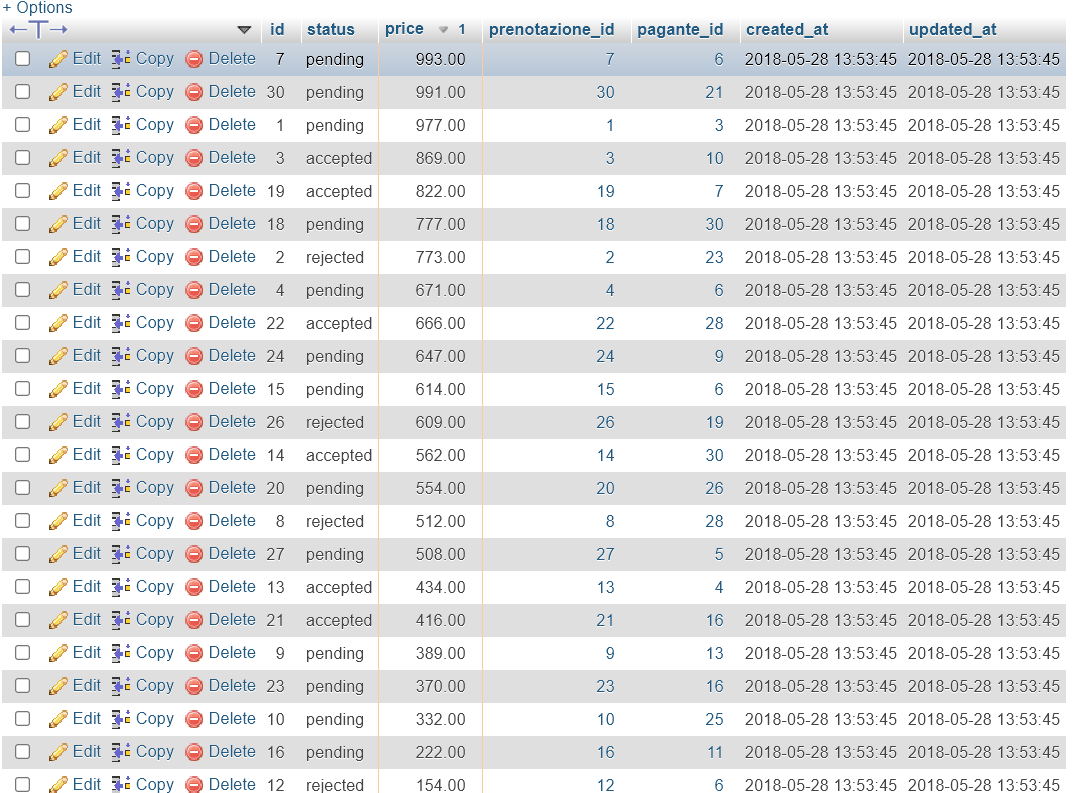 + Options
id status price 1 prenotazione_id pagante_id created_at updated_at
Edit Copy Delete 7 pending 993.00 7 6 2018-05-28 13:53:45 2018-05-28 13:53:45
Edit Copy Delete 30 pending 991.00 30 21 2018-05-28 13:53:45 2018-05-28 13:53:45
Edit Copy Delete 1 pending 977.00 1 3 2018-05-28 13:53:45 2018-05-28 13:53:45
Edit Copy Delete 3 accepted 869.00 3 10 2018-05-28 13:53:45 2018-05-28 13:53:45
Edit Copy Delete 19 accepted 822.00 19 7 2018-05-28 13:53:45 2018-05-28 13:53:45
Edit Copy Delete 18 pending 777.00 18 30 2018-05-28 13:53:45 2018-05-28 13:53:45
Edit Copy Delete 2 rejected 773.00 2 23 2018-05-28 13:53:45 2018-05-28 13:53:45
Edit Copy Delete 4 pending 671.00 4 6 2018-05-28 13:53:45 2018-05-28 13:53:45
Edit Copy Delete 22 accepted 666.00 22 28 2018-05-28 13:53:45 2018-05-28 13:53:45
Edit Copy Delete 24 pending 647.00 24 9 2018-05-28 13:53:45 2018-05-28 13:53:45
Edit Copy Delete 15 pending 614.00 15 6 2018-05-28 13:53:45 2018-05-28 13:53:45
Edit Copy Delete 26 rejected 609.00 26 19 2018-05-28 13:53:45 2018-05-28 13:53:45
Edit Copy Delete 14 accepted 562.00 14 30 2018-05-28 13:53:45 2018-05-28 13:53:45
Edit Copy Delete 20 pending 554.00 20 26 2018-05-28 13:53:45 2018-05-28 13:53:45
Edit Copy Delete 8 rejected 512.00 8 28 2018-05-28 13:53:45 2018-05-28 13:53:45
Edit Copy Delete 27 pending 508.00 27 5 2018-05-28 13:53:45 2018-05-28 13:53:45
Edit Copy Delete 13 accepted 434.00 13 4 2018-05-28 13:53:45 2018-05-28 13:53:45
Edit Copy Delete 21 accepted 416.00 21 16 2018-05-28 13:53:45 2018-05-28 13:53:45
Edit Copy Delete 9 pending 389.00 9 13 2018-05-28 13:53:45 2018-05-28 13:53:45
Edit Copy Delete 23 pending 370.00 23 16 2018-05-28 13:53:45 2018-05-28 13:53:45
Edit Copy Delete 10 pending 332.00 10 25 2018-05-28 13:53:45 2018-05-28 13:53:45
Edit Copy Delete 16 pending 222.00 16 11 2018-05-28 13:53:45 2018-05-28 13:53:45
Edit Copy Delete 12 rejected 154.00 12 6 2018-05-28 13:53:45 2018-05-28 13:53:45